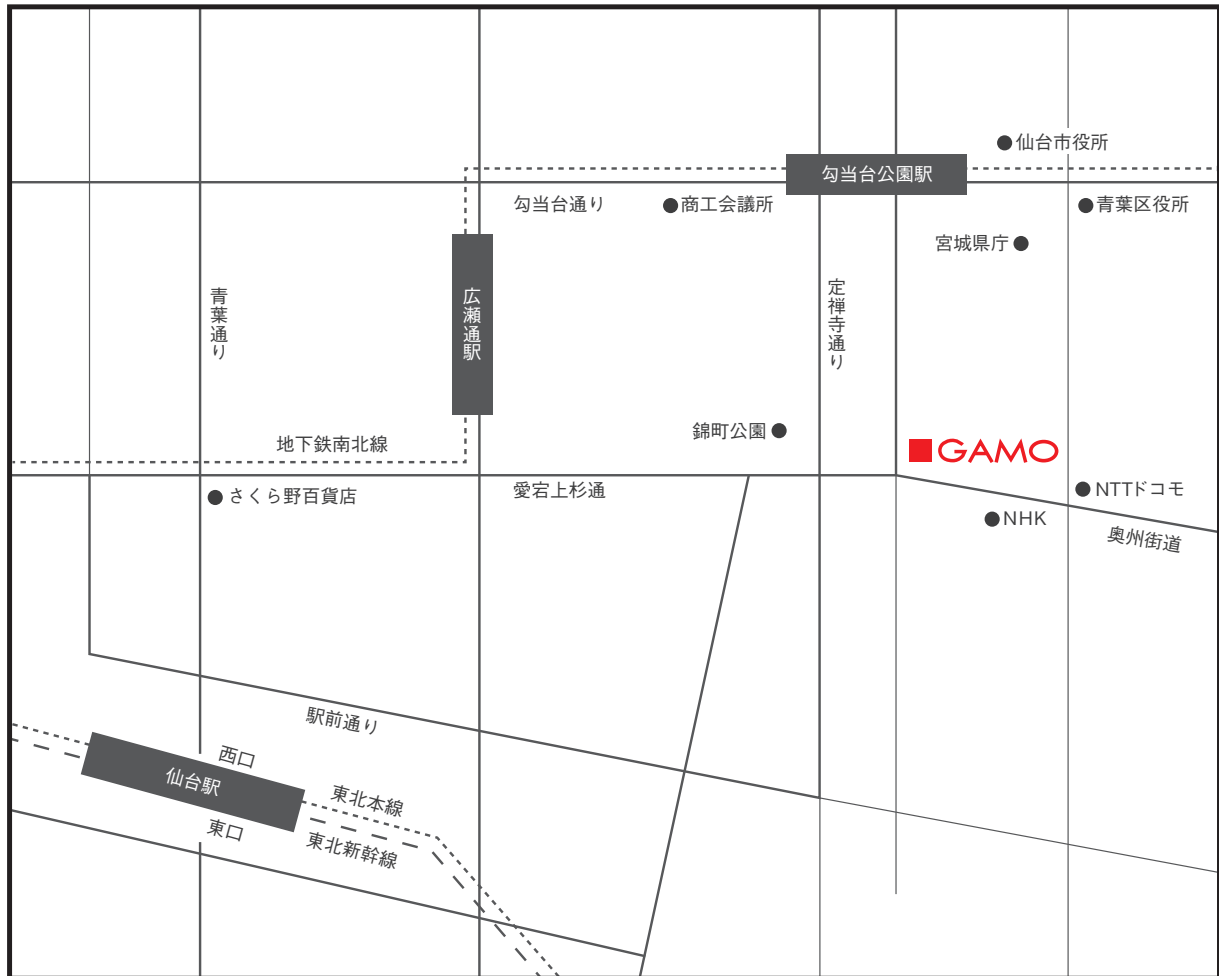 仙台市役所
勾当台公園駅
勾当台通り
商工会議所
青葉区役所
宮城県庁
青葉通り
広瀬通駅
定禅寺通り
錦町公園
地下鉄南北線
GAMO
さくら野百貨店
愛宕上杉通
NTTドコモ
NHK
奥州街道
駅前通り
西口
仙台駅
東北本線
東口
東北新幹線